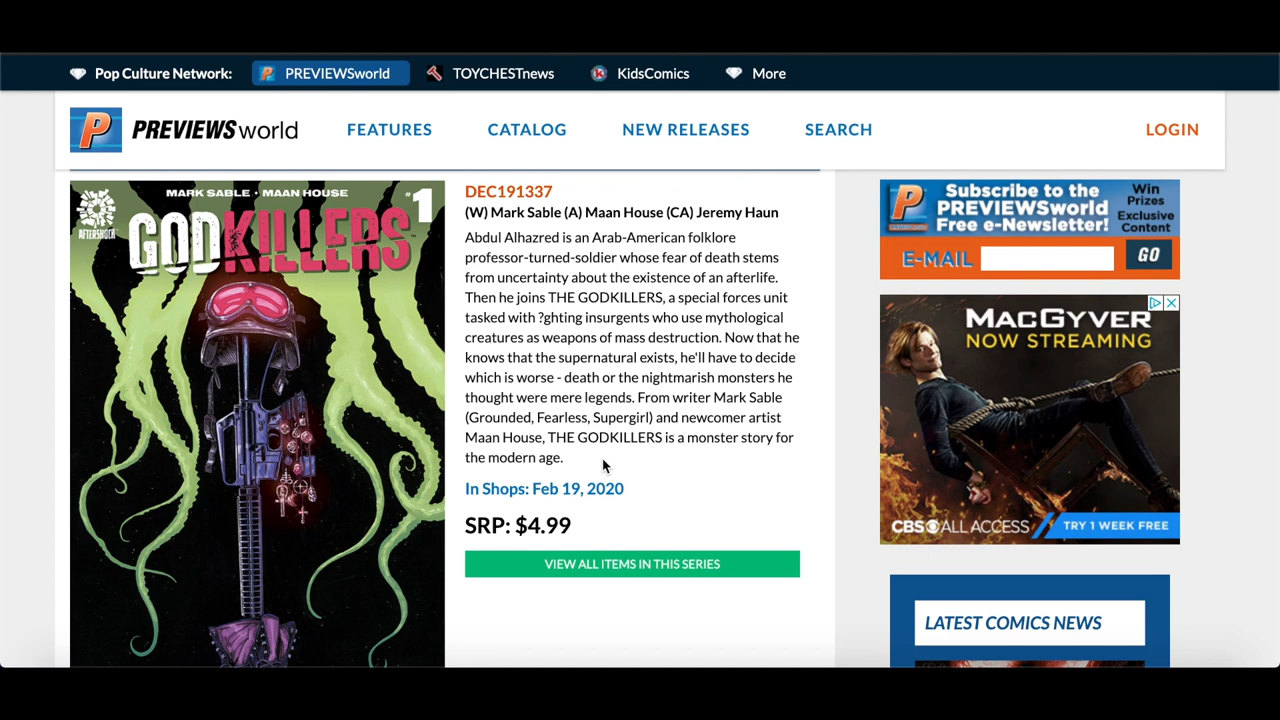 Pop Culture Network:
PREVIEWSworld
TOYCHESTnews
KidsComics
More
P
PREVIEWSworld
FEATURES
CATALOG
NEW RELEASES
SEARCH
LOGIN
MARK SABLE • MAAN HOUSE
#1
AFTERSHOCK
GODKILLERS
DEC191337
(W) Mark Sable (A) Maan House (CA) Jeremy Haun
Abdul Alhazred is an Arab-American folklore
professor-turned-soldier whose fear of death stems
from uncertainty about the existence of an afterlife.
Then he joins THE GODKILLERS, a special forces unit
tasked with ?ghting insurgents who use mythological
creatures as weapons of mass destruction. Now that he
knows that the supernatural exists, he'll have to decide
which is worse - death or the nightmarish monsters he
thought were mere legends. From writer Mark Sable
(Grounded, Fearless, Supergirl) and newcomer artist
Maan House, THE GODKILLERS is a monster story for
the modern age.
In Shops: Feb 19, 2020
SRP: $4.99
VIEW ALL ITEMS IN THIS SERIES
P
Subscribe to the
PREVIEWSworld
Free e-Newsletter!
Win
Prizes
Exclusive
Content
E-MAIL
GO
MACGYVER
NOW STREAMING
CBS ALL ACCESS
TRY 1 WEEK FREE
LATEST COMICS NEWS